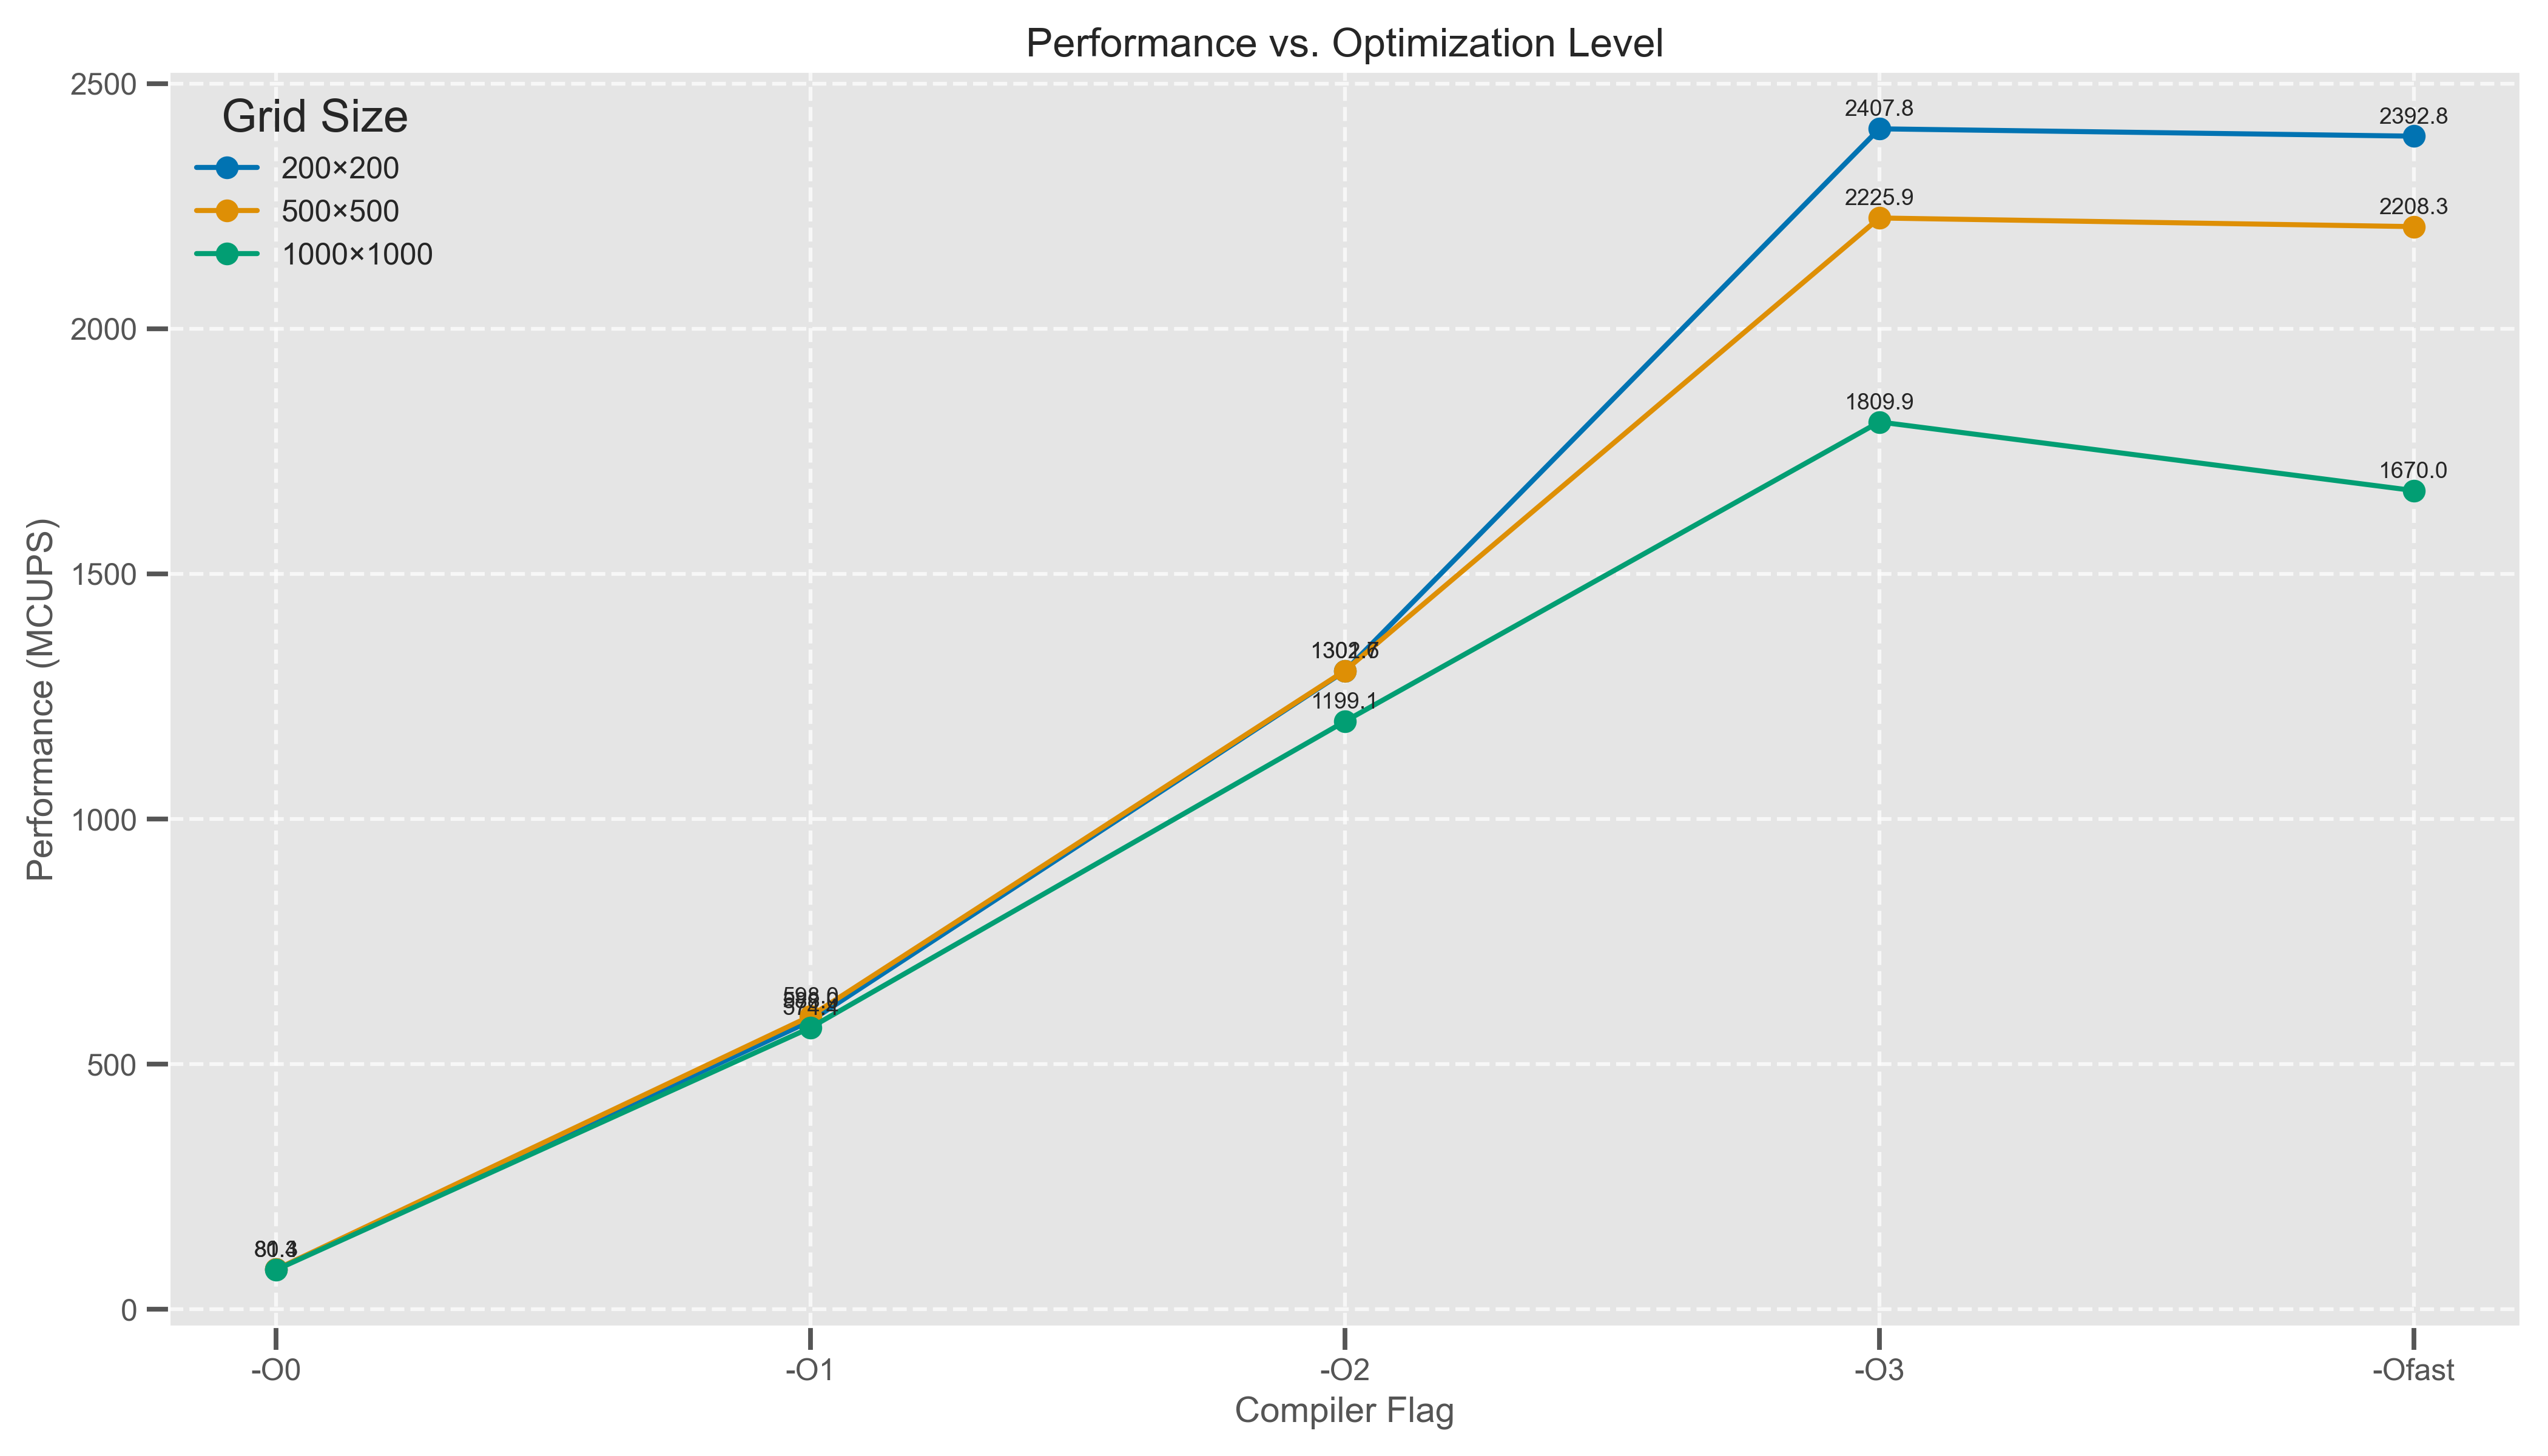 Performance vs. Optimization Level
2500
Grid Size
200×200
500×500
1000×1000
2407.8
2392.8
2225.9
2208.3
2000
1809.9
1670.0
1500
1199.1
1000
574.4
500
0
-O0
-O1
-O2
-O3
-Ofast
Performance (MCUPS)
Compiler Flag